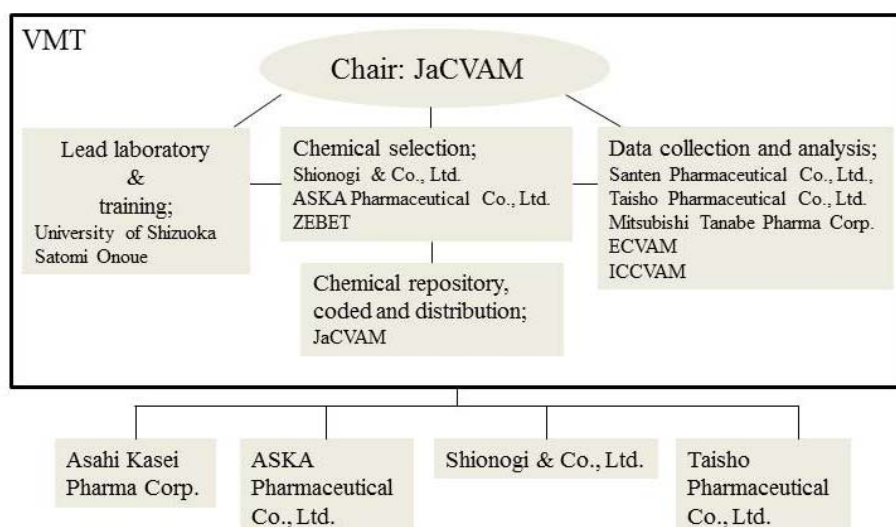 VMT
Chair: JaCVAM
Lead laboratory
&
training;
University of Shizuoka
Satomi Onoue
Chemical selection;
Shionogi & Co., Ltd.
ASKA Pharmaceutical Co., Ltd.
ZEBET
Data collection and analysis;
Santen Pharmaceutical Co., Ltd.,
Taisho Pharmaceutical Co., Ltd.
Mitsubishi Tanabe Pharma Corp.
ECVAM
ICCVAM
Chemical repository,
coded and distribution;
JaCVAM
Asahi Kasei
Pharma Corp.
ASKA
Pharmaceutical
Co., Ltd.
Shionogi & Co., Ltd.
Taisho
Pharmaceutical
Co., Ltd.